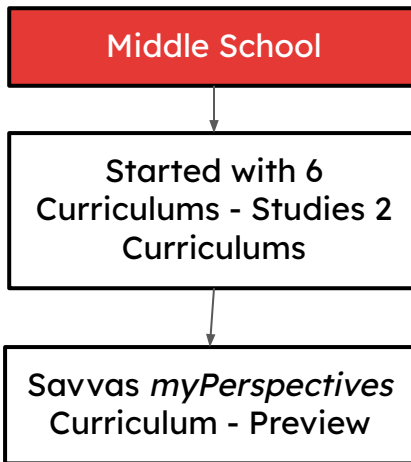 Middle School
Started with 6
Curriculums - Studies 2
Curriculums
Savvas myPerspectives
Curriculum - Preview